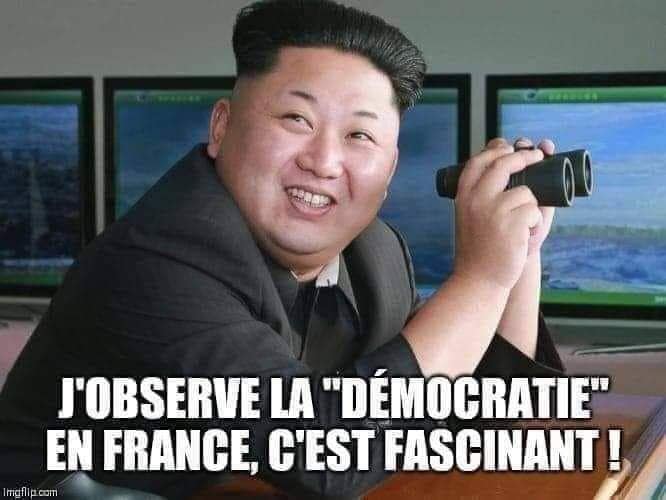 J'OBSERVE LA "DÉMOCRATIE"
EN FRANCE, C'EST FASCINANT !
imgflip.com